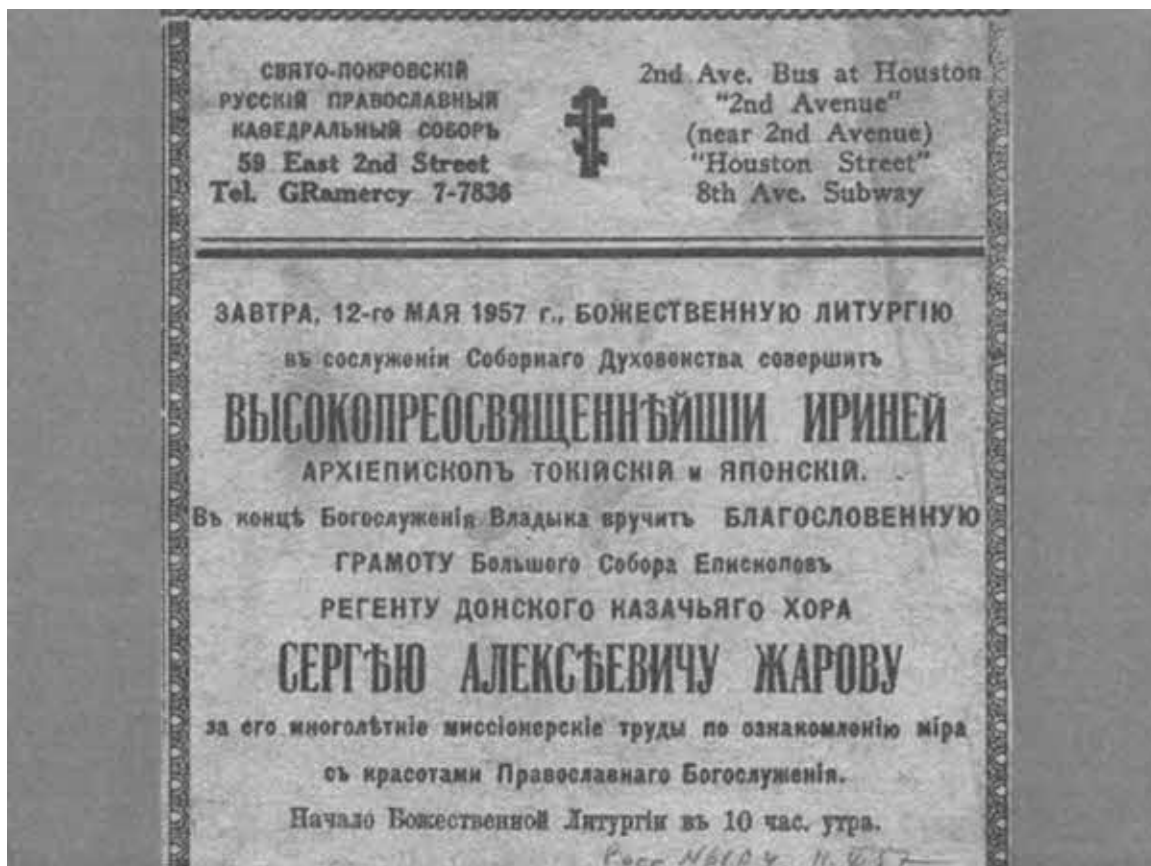 СВЯТО-ПОКРОВСКІЙ
РУССКІЙ ПРАВОСЛАВНЫЙ
КАѲЕДРАЛЬНЫЙ СОБОРЪ
59 East 2nd Street
Tel. GRamercy 7-7836
2nd Ave. Bus at Houston
"2nd Avenue"
(near 2nd Avenue)
"Houston Street"
8th Ave. Subway
ЗАВТРА, 12-го МАЯ 1957 г., БОЖЕСТВЕННУЮ ЛИТУРГІЮ
въ сослуженіи Соборнаго Духовенства совершитъ
ВЫСОКОПРЕОСВЯЩЕННѢЙШІИ ИРИНЕЙ
АРХІЕПИСКОПЪ ТОКІЙСКІЙ и ЯПОНСКІЙ.
Въ концѣ Богослуженія Владыка вручитъ БЛАГОСЛОВЕННУЮ
ГРАМОТУ Большого Собора Епископовъ
РЕГЕНТУ ДОНСКОГО КАЗАЧЬЯГО ХОРА
СЕРГѢЮ АЛЕКСѢЕВИЧУ ЖАРОВУ
за его многолѣтніе миссіонерскіе труды по ознакомленію міра
съ красотами Православнаго Богослуженія.
Начало Божественной Литургіи въ 10 час. утра.